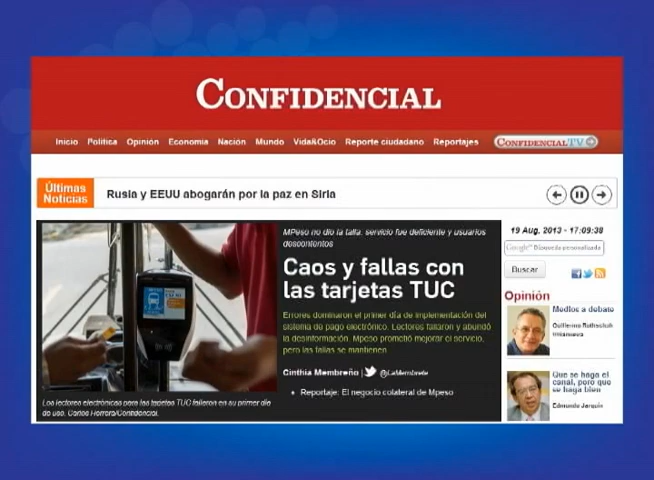 CONFIDENCIAL
Inicio Política Opinión Economía Nación Mundo Vida&Ocio Reporte ciudadano Reportajes CONFIDENCIAL TV
Últimas
Noticias
Rusia y EEUU abogarán por la paz en Siria
MPeso no dio la talla: servicio fue deficiente y usuarios
descontentos
Caos y fallas con
las tarjetas TUC
Errores dominaron el primer día de implementación del
sistema de pago electrónico. Lectores fallaron y abundó
la desinformación. Mpeso prometió mejorar el servicio,
pero las fallas se mantienen.
Cinthia Membreño | @LaMembrete
• Reportaje: El negocio colateral de Mpeso
Los lectores electrónicos para las tarjetas TUC fallaron en su primer día
de uso. Carlos Herrera/Confidencial.
19 Aug. 2013 - 17:09:38
Google™ Búsqueda personalizada
Buscar
Opinión
Medios a debate
Guillermo Rothschuh
Villanueva
Que se haga el
canal, pero que
se haga bien
Edmundo Jarquín